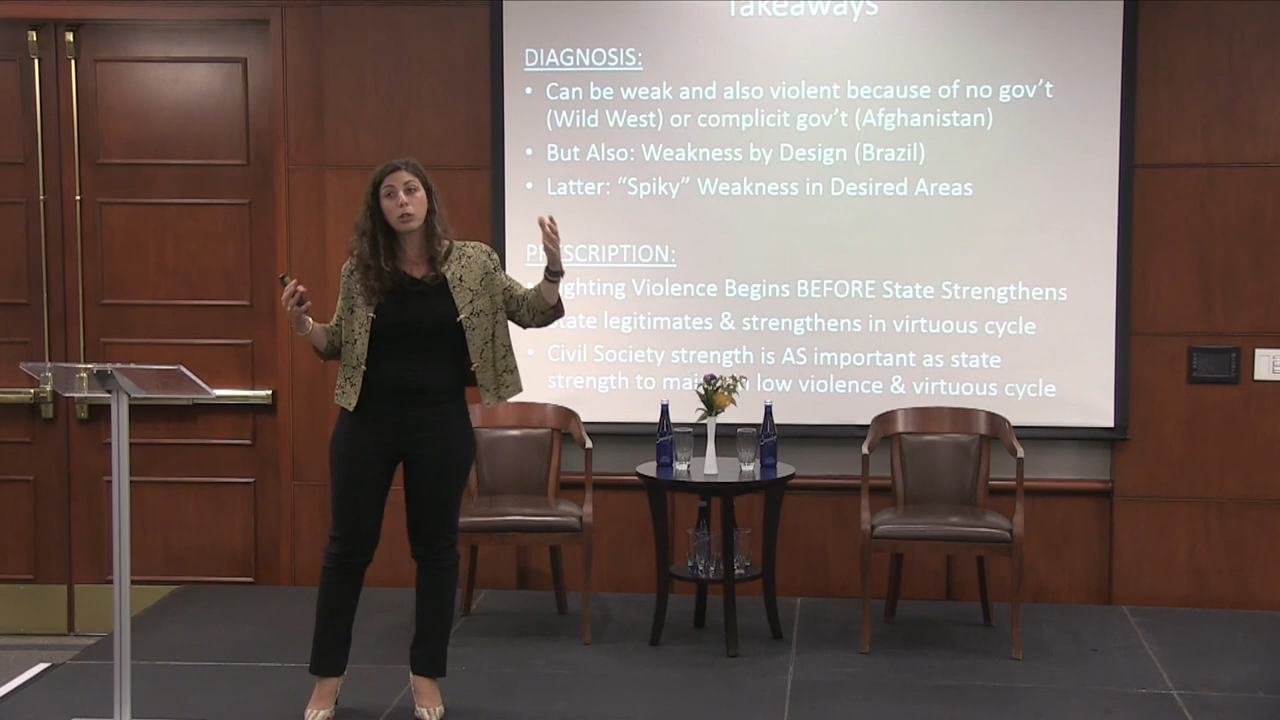 Takeaways
DIAGNOSIS:
• Can be weak and also violent because of no gov't
(Wild West) or complicit gov't (Afghanistan)
• But Also: Weakness by Design (Brazil)
• Latter: "Spiky" Weakness in Desired Areas
PRESCRIPTION:
Fighting Violence Begins BEFORE State Strengthens
State legitimates & strengthens in virtuous cycle
• Civil Society strength is AS important as state
strength to maintain low violence & virtuous cycle